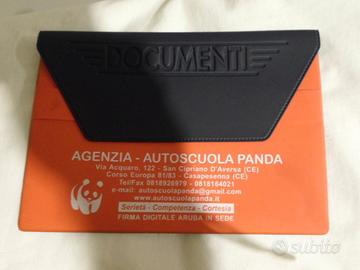 DOCUMENTI
AGENZIA - AUTOSCUOLA PANDA
Via Acquaro, 122 - San Cipriano D'Aversa (CE)
Corso Europa 81/83 - Casapesenna (CE)
Tel/Fax 0818926979 - 0818164021
e-mail: autoscuolapanda@gmail.com
www.autoscuolapanda.it
Serietà - Competenza - Cortesia
FIRMA DIGITALE ARUBA IN SEDE
subito